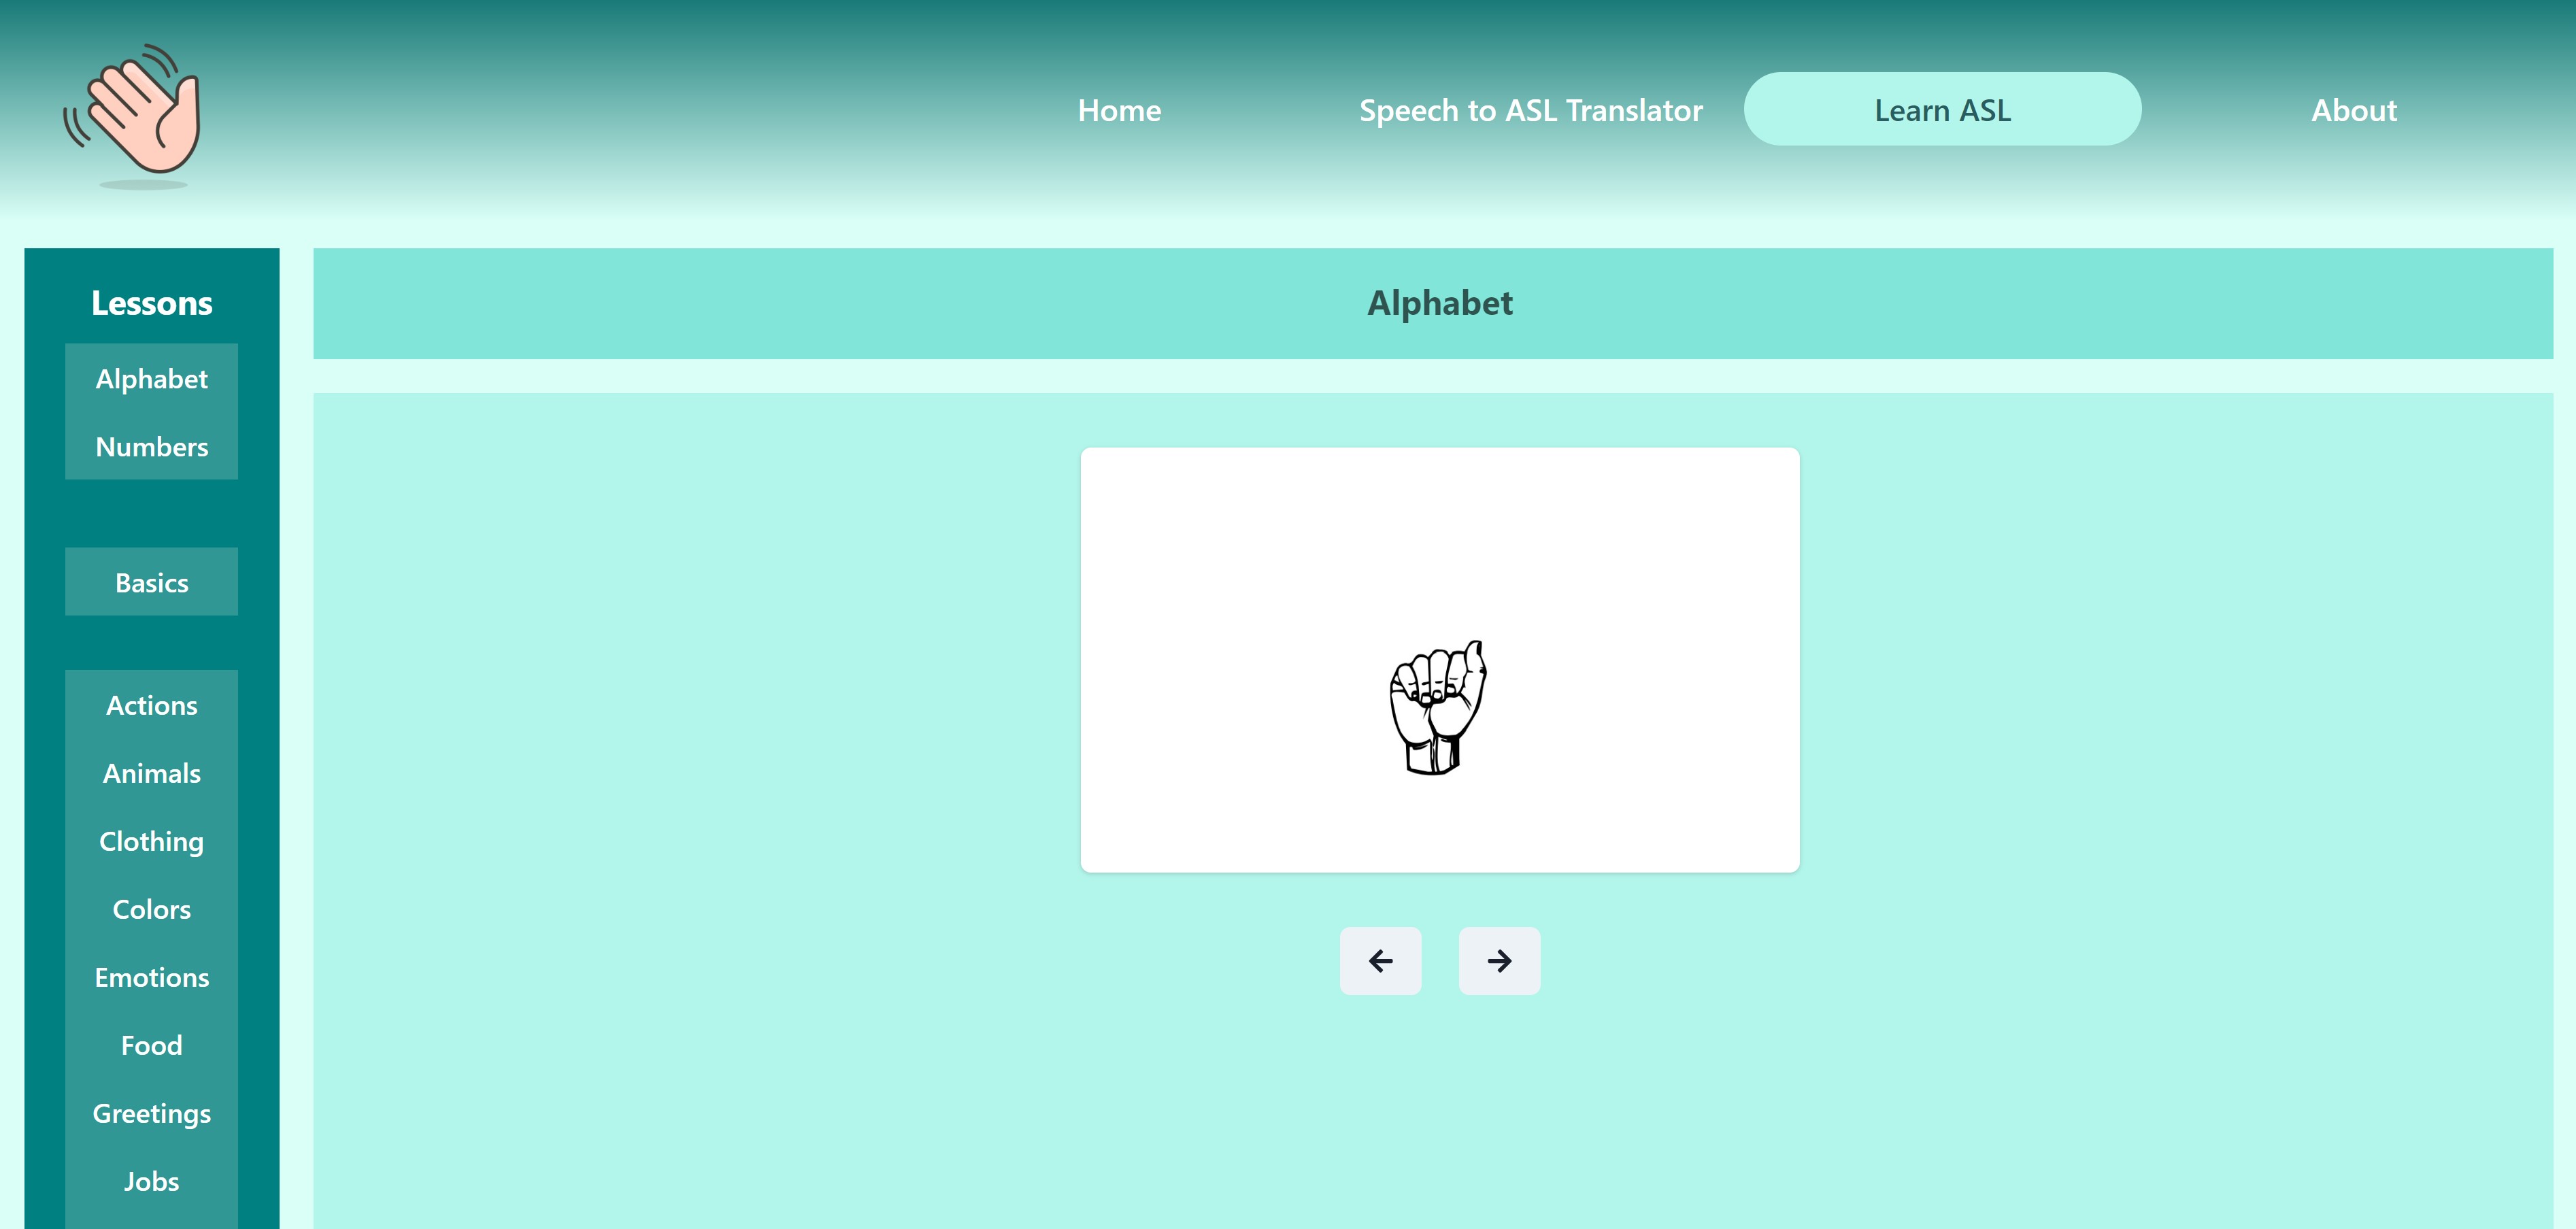 Home
Speech to ASL Translator
Learn ASL
About
Lessons
Alphabet
Numbers
Basics
Actions
Animals
Clothing
Colors
Emotions
Food
Greetings
Jobs
Alphabet